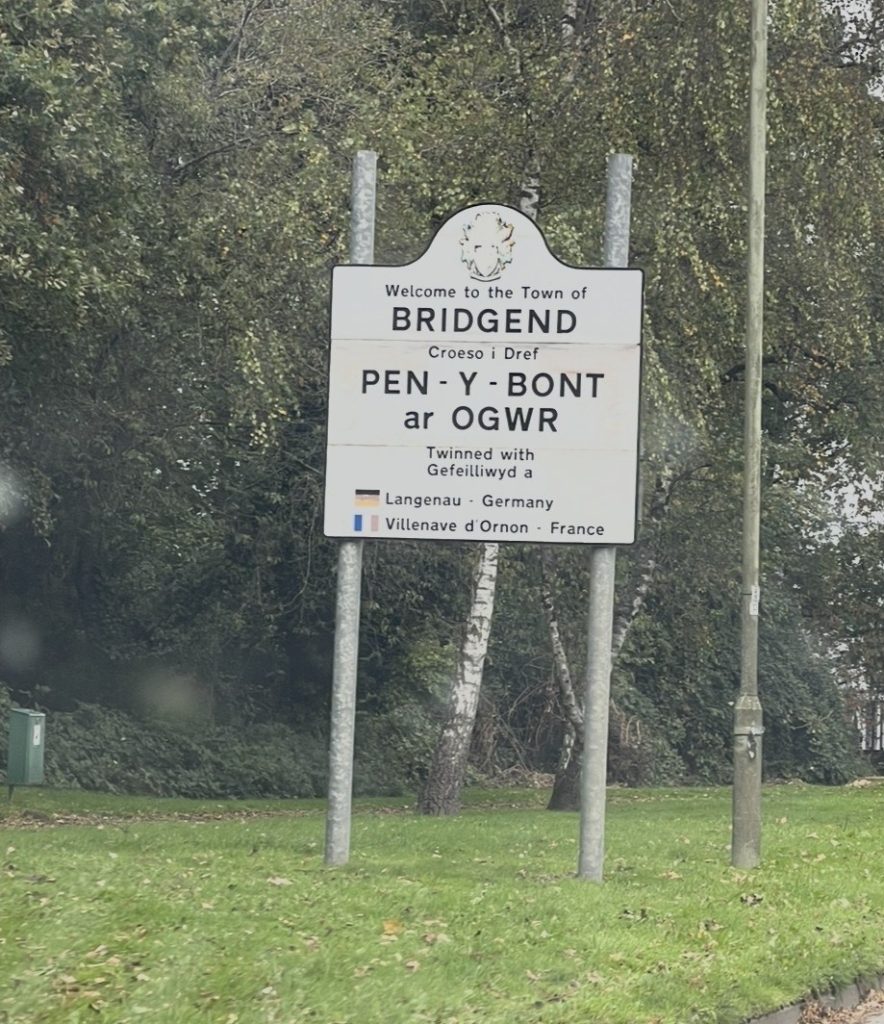 Welcome to the Town of
BRIDGEND
Croeso i Dref
PEN - Y - BONT
ar OGWR
Twinned with
Gefeilliwyd a
Langenau - Germany
Villenave d'Ornon - France